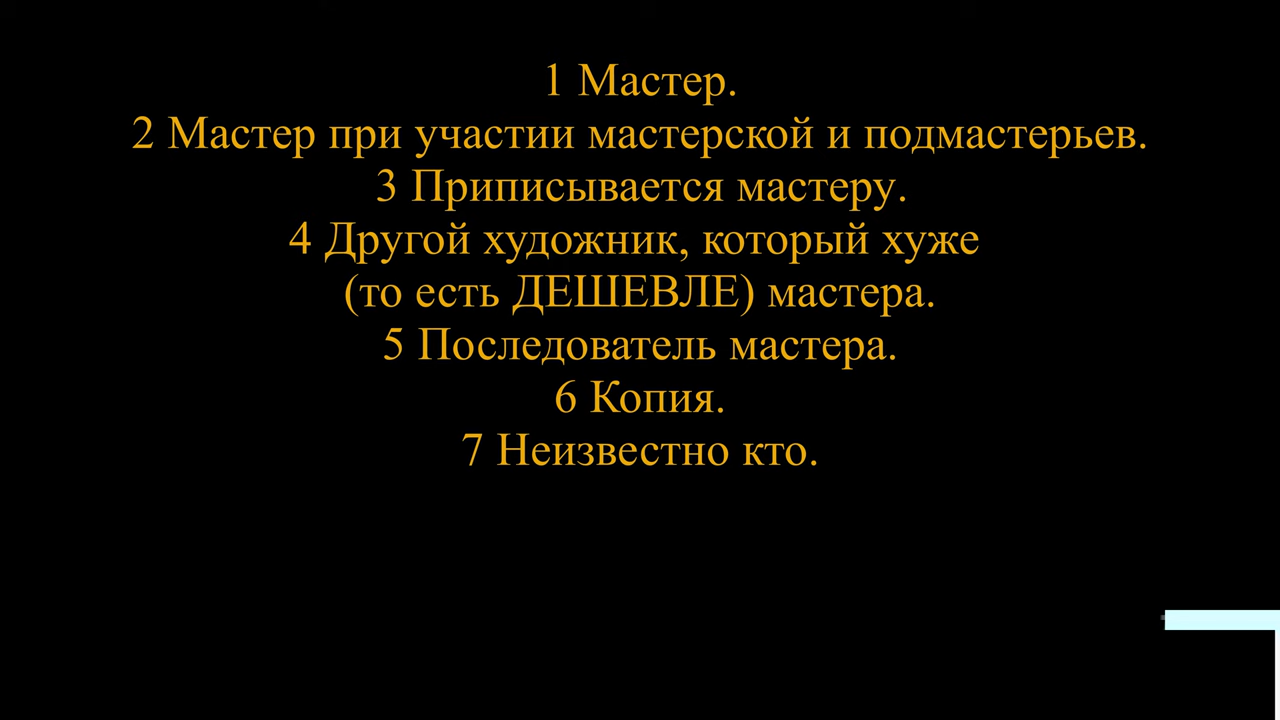 1 Мастер.
2 Мастер при участии мастерской и подмастерьев.
3 Приписывается мастеру.
4 Другой художник, который хуже
(то есть ДЕШЕВЛЕ) мастера.
5 Последователь мастера.
6 Копия.
7 Неизвестно кто.